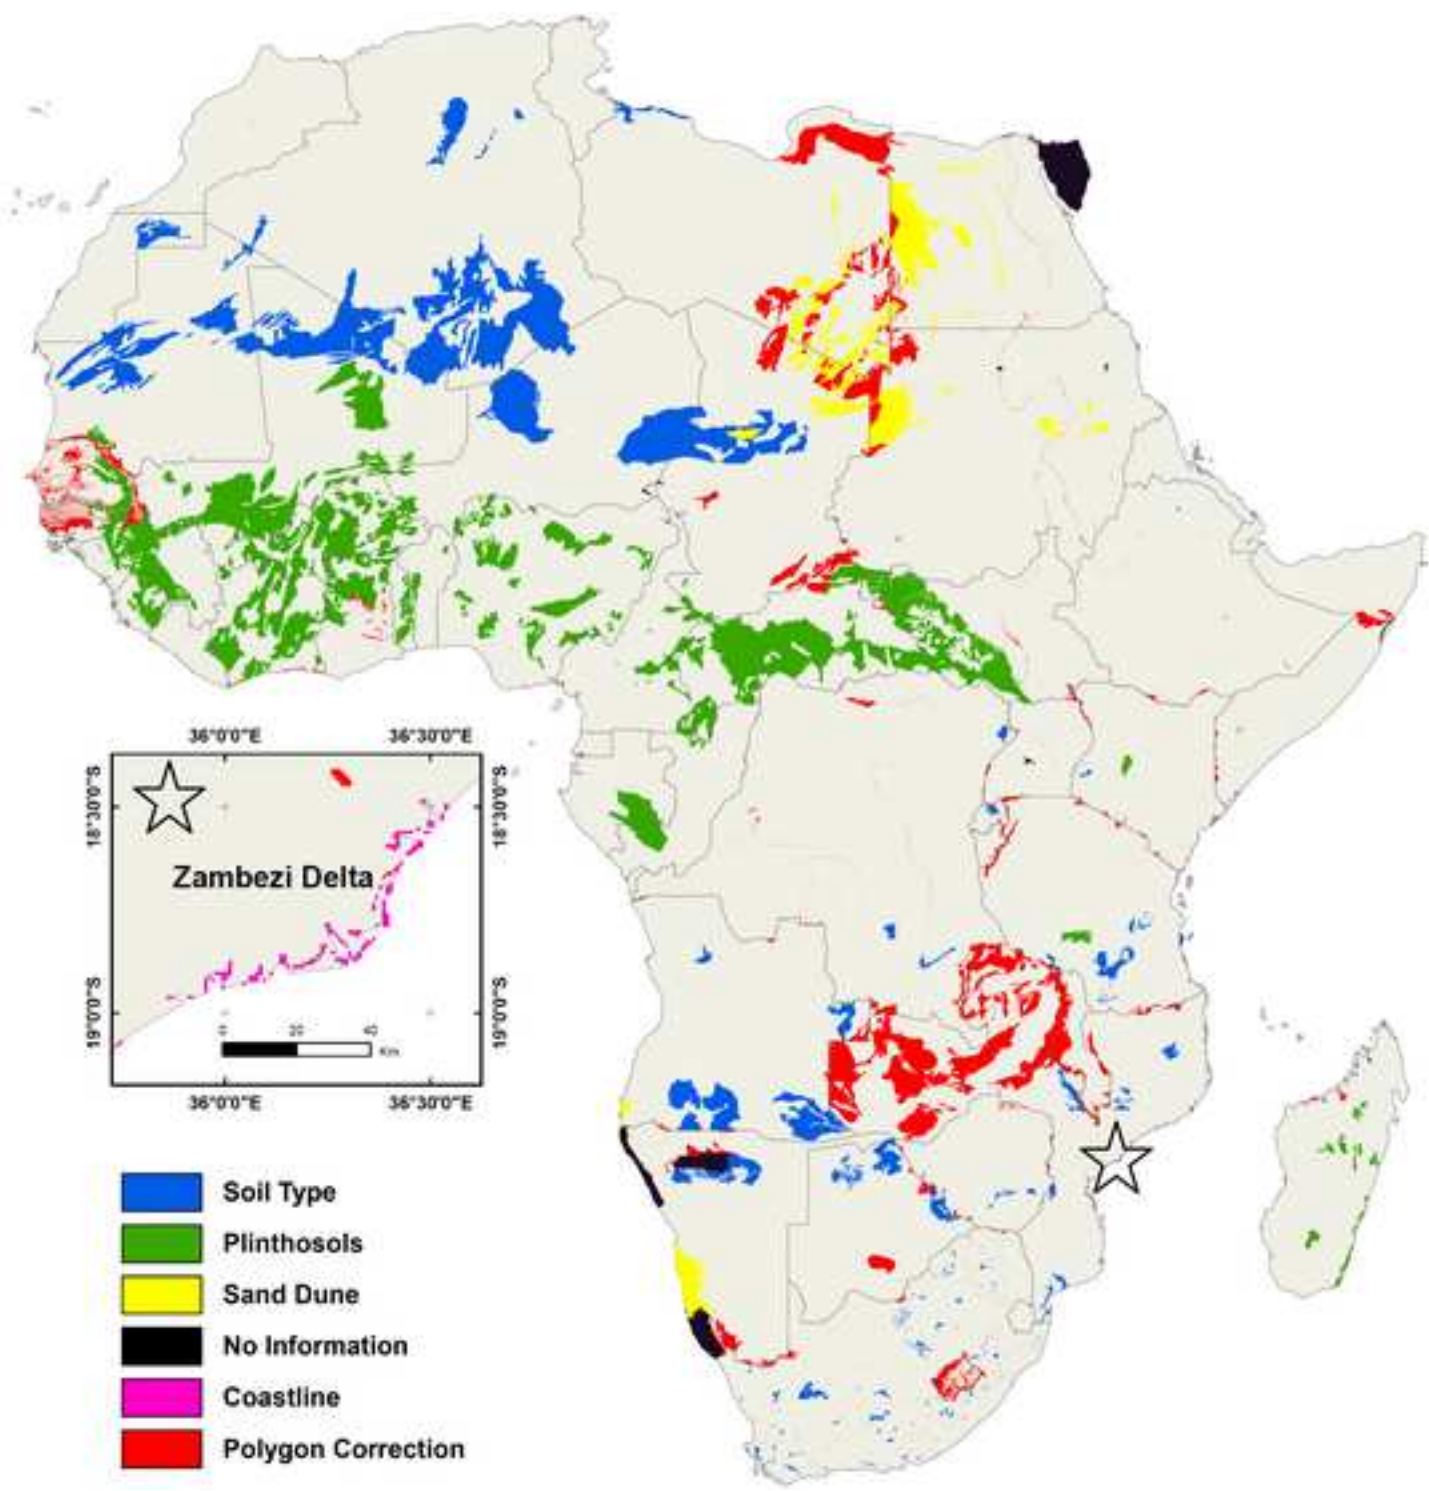 36°0'0"E 36°30'0"E
18°30'0"S 18°30'0"S
Zambezi Delta
19°0'0"S 19°0'0"S
0 20 40
Km
36°0'0"E 36°30'0"E
Soil Type
Plinthosols
Sand Dune
No Information
Coastline
Polygon Correction